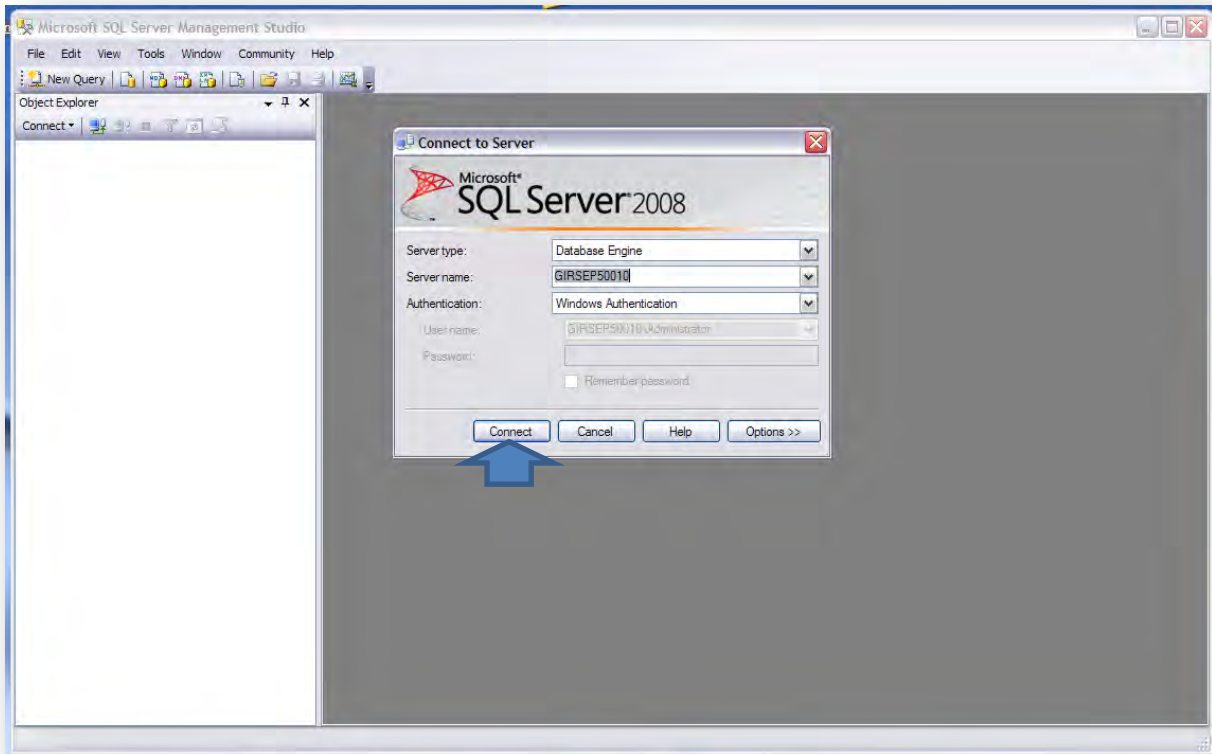 Microsoft SQL Server Management Studio
File Edit View Tools Window Community Help
New Query
Object Explorer
Connect
Connect to Server
Microsoft®
SQL Server® 2008
Server type: Database Engine
Server name: GIRSEP50010
Authentication: Windows Authentication
User name: GIRSEP50010\Administrator
Password:
Remember password
Connect Cancel Help Options >>